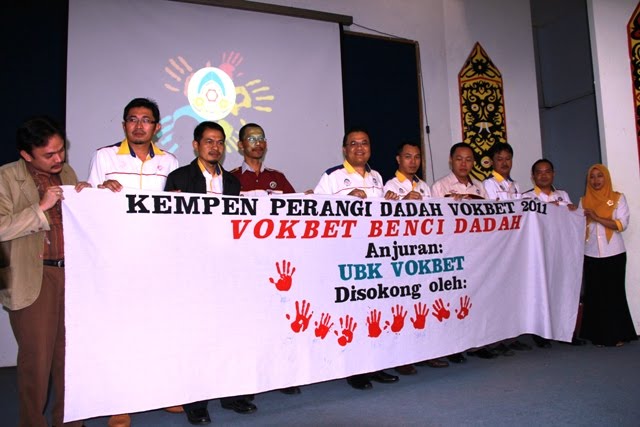 KEMPEN PERANGI DADAH VOKBET 2011
VOKBET BENCI DADAH
Anjuran:
UBK VOKBET
Disokong oleh: